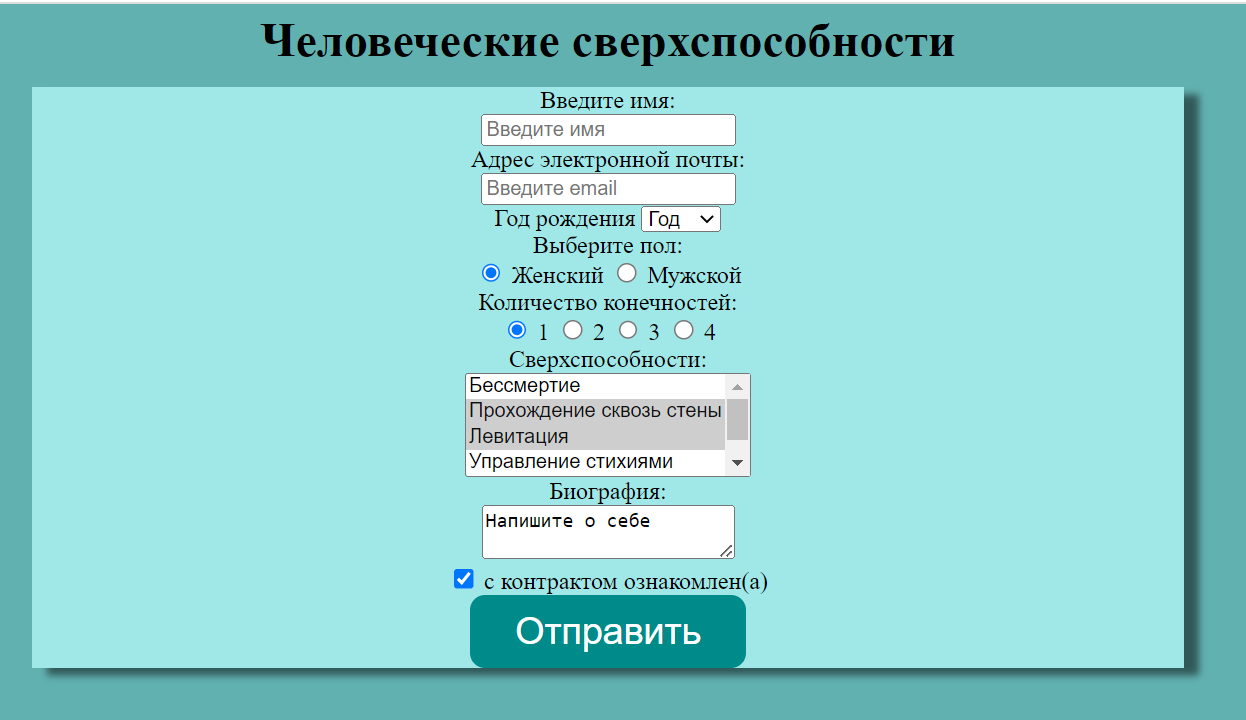 Человеческие сверхспособности
Введите имя:
Введите имя
Адрес электронной почты:
Введите email
Год рождения Год
Выберите пол:
Женский Мужской
Количество конечностей:
1 2 3 4
Сверхспособности:
Бессмертие
Прохождение сквозь стены
Левитация
Управление стихиями
Биография:
Напишите о себе
с контрактом ознакомлен(а)
Отправить